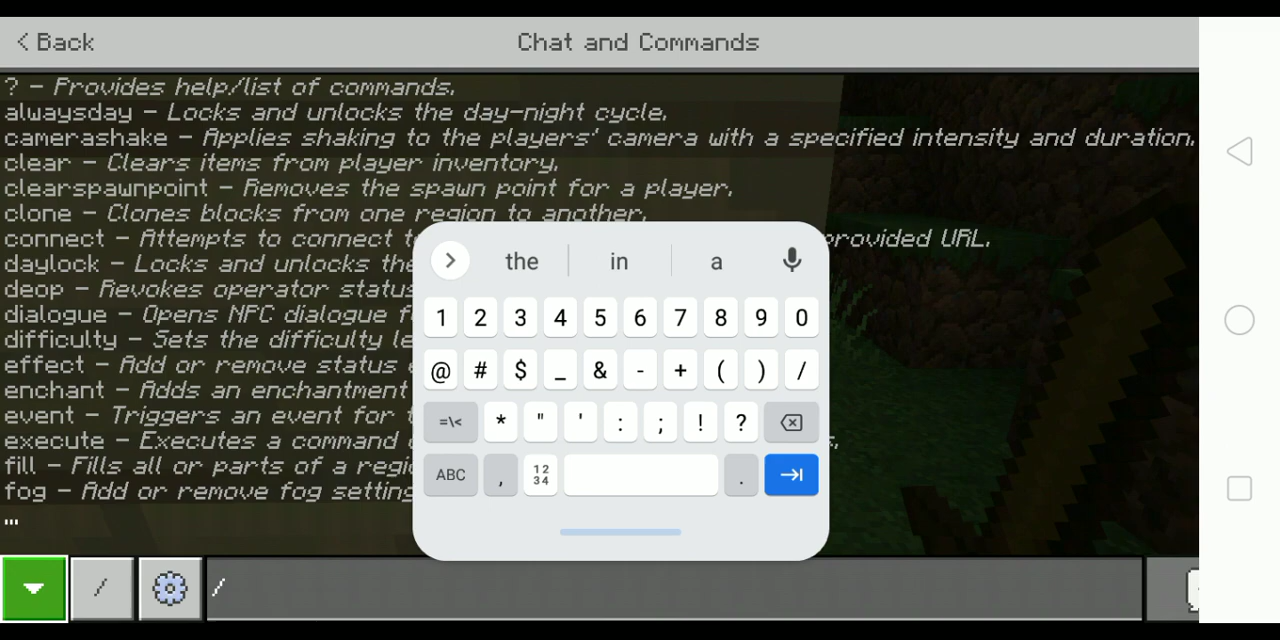 < Back
Chat and Commands
? - Provides help/list of commands.
alwaysday - Locks and unlocks the day-night cycle.
camerashake - Applies shaking to the players' camera with a specified intensity and duration.
clear - Clears items from player inventory.
clearspawnpoint - Removes the spawn point for a player.
clone - Clones blocks from one region to another.
connect - Attempts to connect provided URL.
daylock - Locks and unlocks the
deop - Revokes operator status
dialogue - Opens NPC dialogue
difficulty - Sets the difficulty
effect - Add or remove status
enchant - Adds an enchantment
event - Triggers an event for
execute - Executes a command
fill - Fills all or parts of a
fog - Add or remove fog
...
the in a
1 2 3 4 5 6 7 8 9 0
@ # $ _ & - + ( ) /
=\< * " ' : ; ! ?
ABC , 12 34 .
/ /